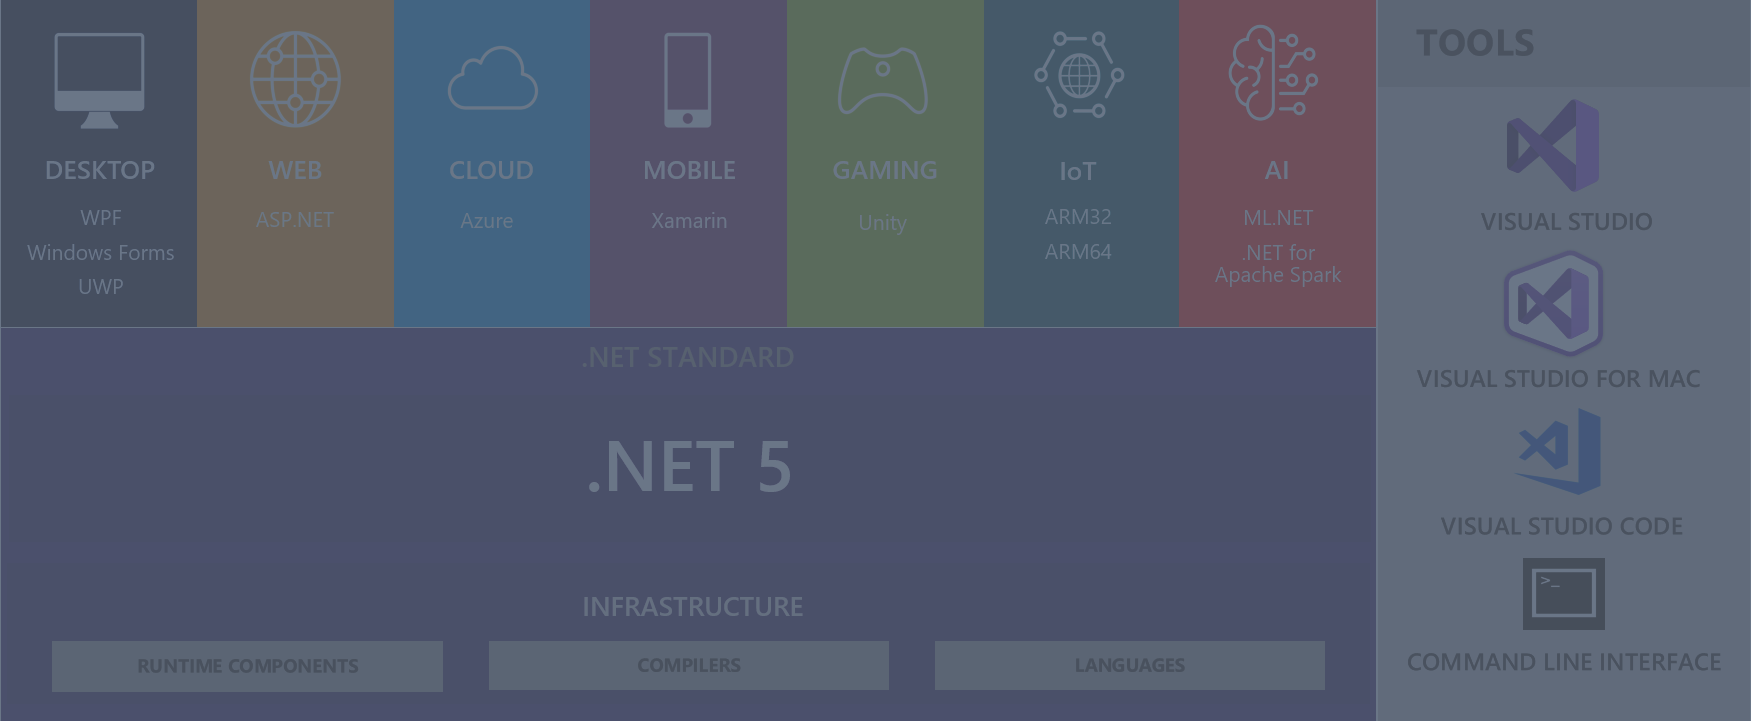 DESKTOP
WPF
Windows Forms
UWP
WEB
ASP.NET
CLOUD
Azure
MOBILE
Xamarin
GAMING
Unity
IoT
ARM32
ARM64
AI
ML.NET
.NET for
Apache Spark
.NET STANDARD
.NET 5
INFRASTRUCTURE
RUNTIME COMPONENTS
COMPILERS
LANGUAGES
TOOLS
VISUAL STUDIO
VISUAL STUDIO FOR MAC
VISUAL STUDIO CODE
>_
COMMAND LINE INTERFACE